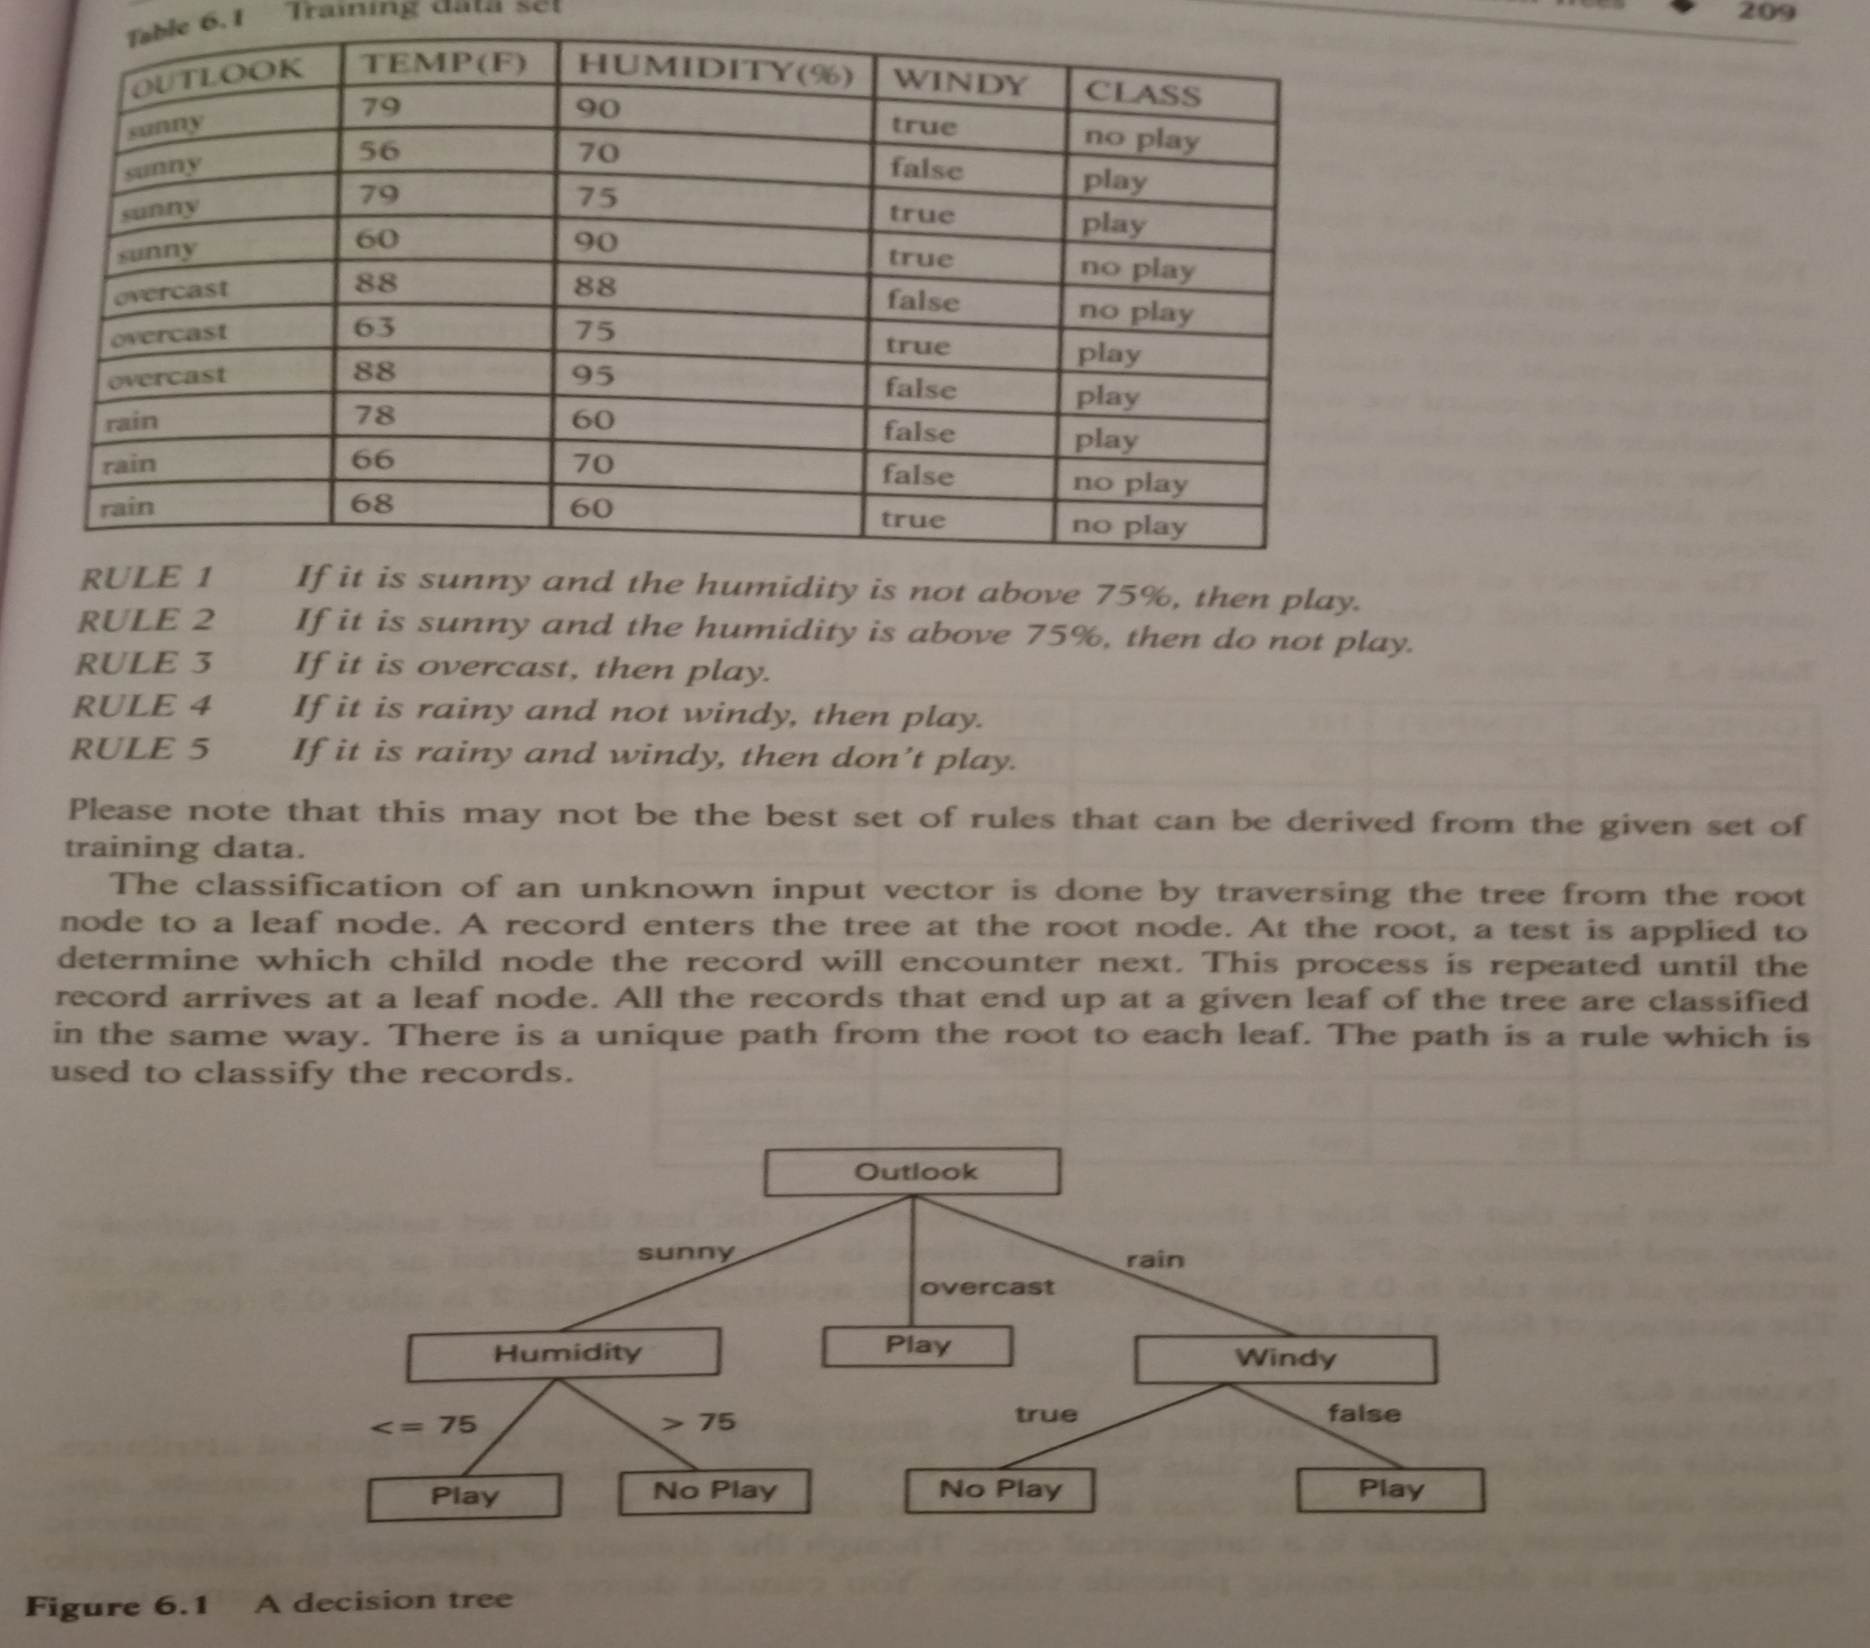 209
Table 6.1 Training data set
OUTLOOK TEMP(F) HUMIDITY(%) WINDY CLASS
sunny 79 90 true no play
sunny 56 70 false play
sunny 79 75 true play
sunny 60 90 true no play
overcast 88 88 false no play
overcast 63 75 true play
overcast 88 95 false play
rain 78 60 false play
rain 66 70 false no play
rain 68 60 true no play
RULE 1 If it is sunny and the humidity is not above 75%, then play.
RULE 2 If it is sunny and the humidity is above 75%, then do not play.
RULE 3 If it is overcast, then play.
RULE 4 If it is rainy and not windy, then play.
RULE 5 If it is rainy and windy, then don't play.
Please note that this may not be the best set of rules that can be derived from the given set of
training data.
The classification of an unknown input vector is done by traversing the tree from the root
node to a leaf node. A record enters the tree at the root node. At the root, a test is applied to
determine which child node the record will encounter next. This process is repeated until the
record arrives at a leaf node. All the records that end up at a given leaf of the tree are classified
in the same way. There is a unique path from the root to each leaf. The path is a rule which is
used to classify the records.
Outlook
sunny overcast rain
Humidity Play Windy
<= 75 > 75 true false
Play No Play No Play Play
Figure 6.1 A decision tree